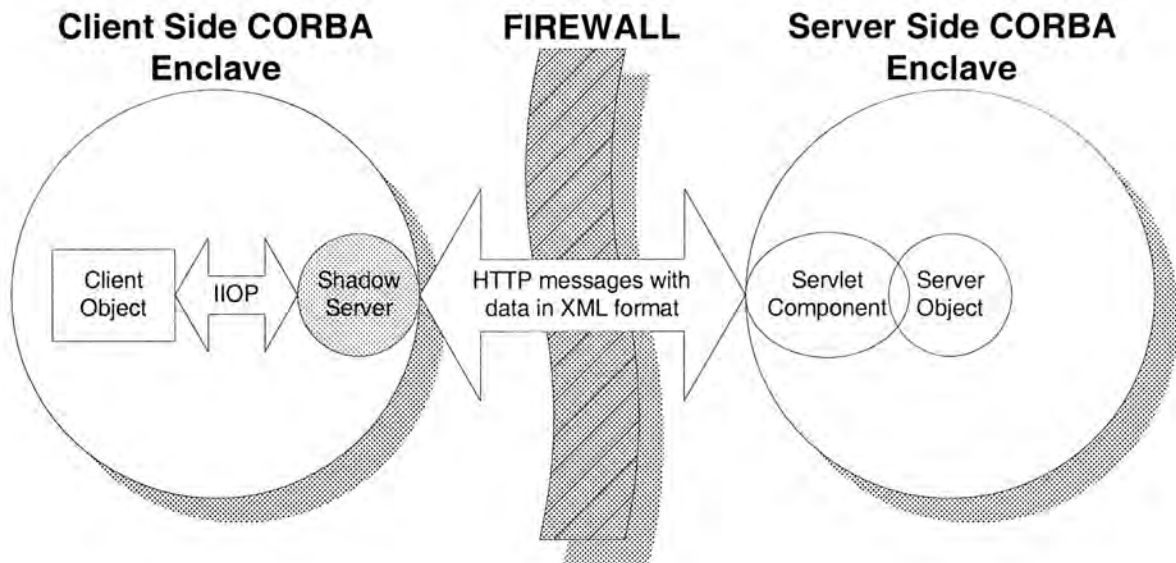 Client Side CORBA
Enclave
FIREWALL
Server Side CORBA
Enclave
Client
Object
IIOP
Shadow
Server
HTTP messages with
data in XML format
Servlet
Component
Server
Object